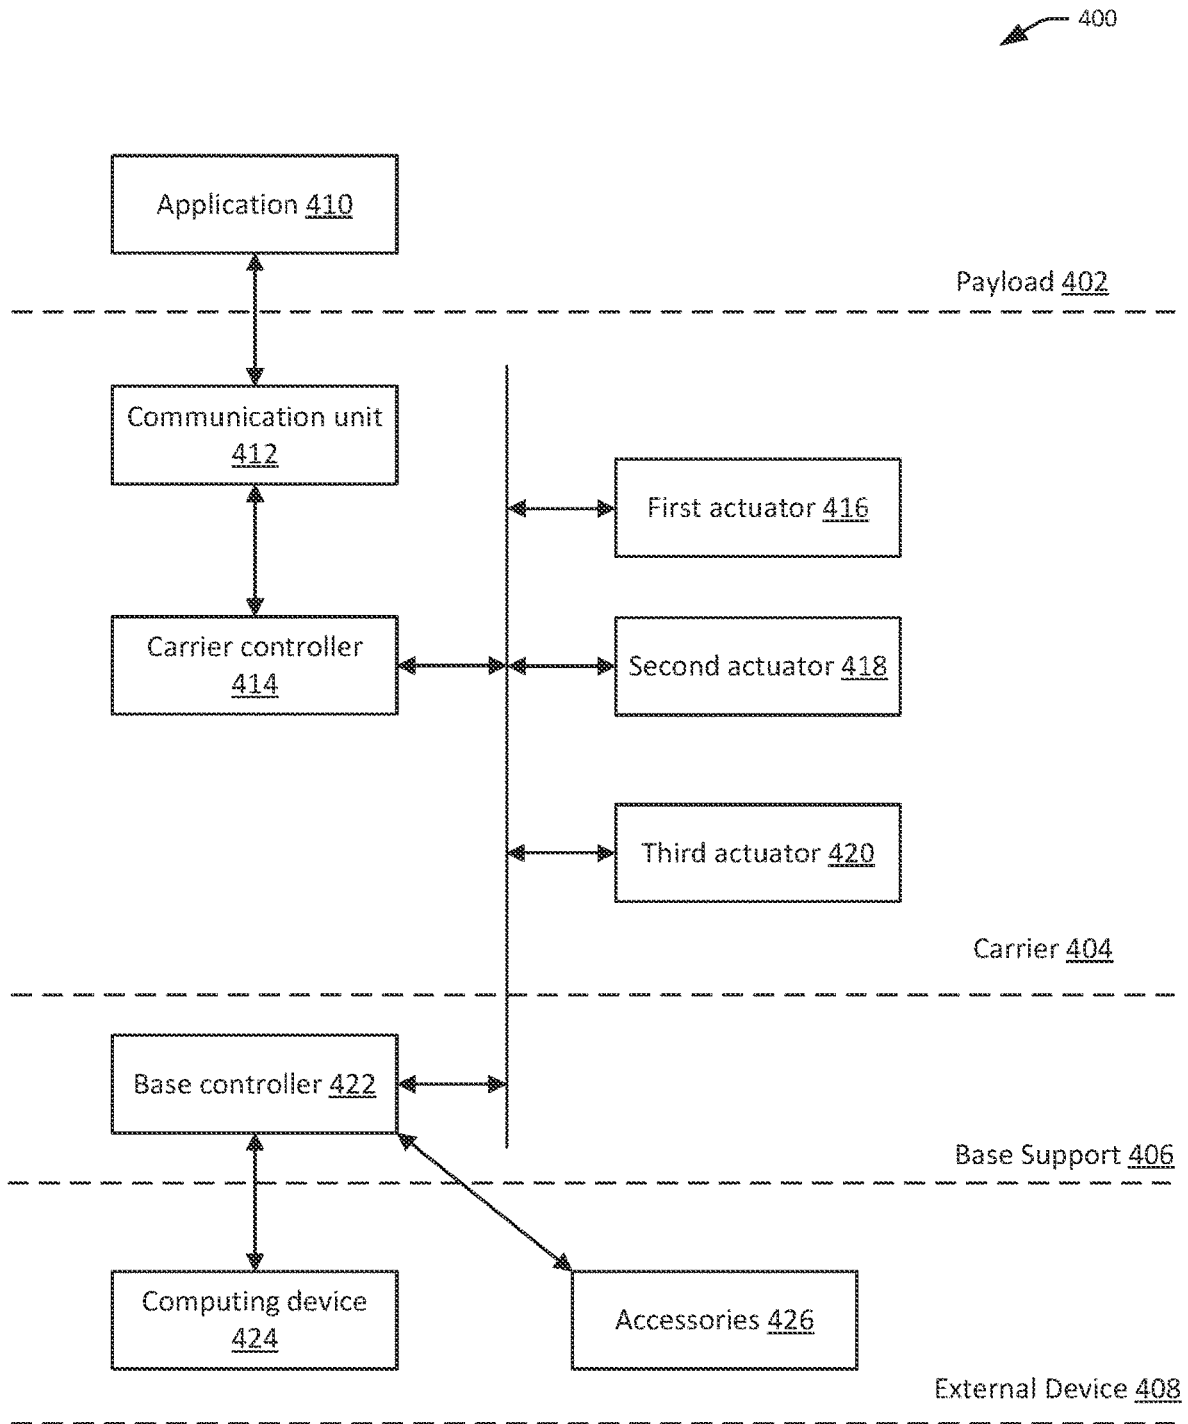 400
Application 410
Payload 402
Communication unit
412
First actuator 416
Carrier controller
414
Second actuator 418
Third actuator 420
Carrier 404
Base controller 422
Base Support 406
Computing device
424
Accessories 426
External Device 408